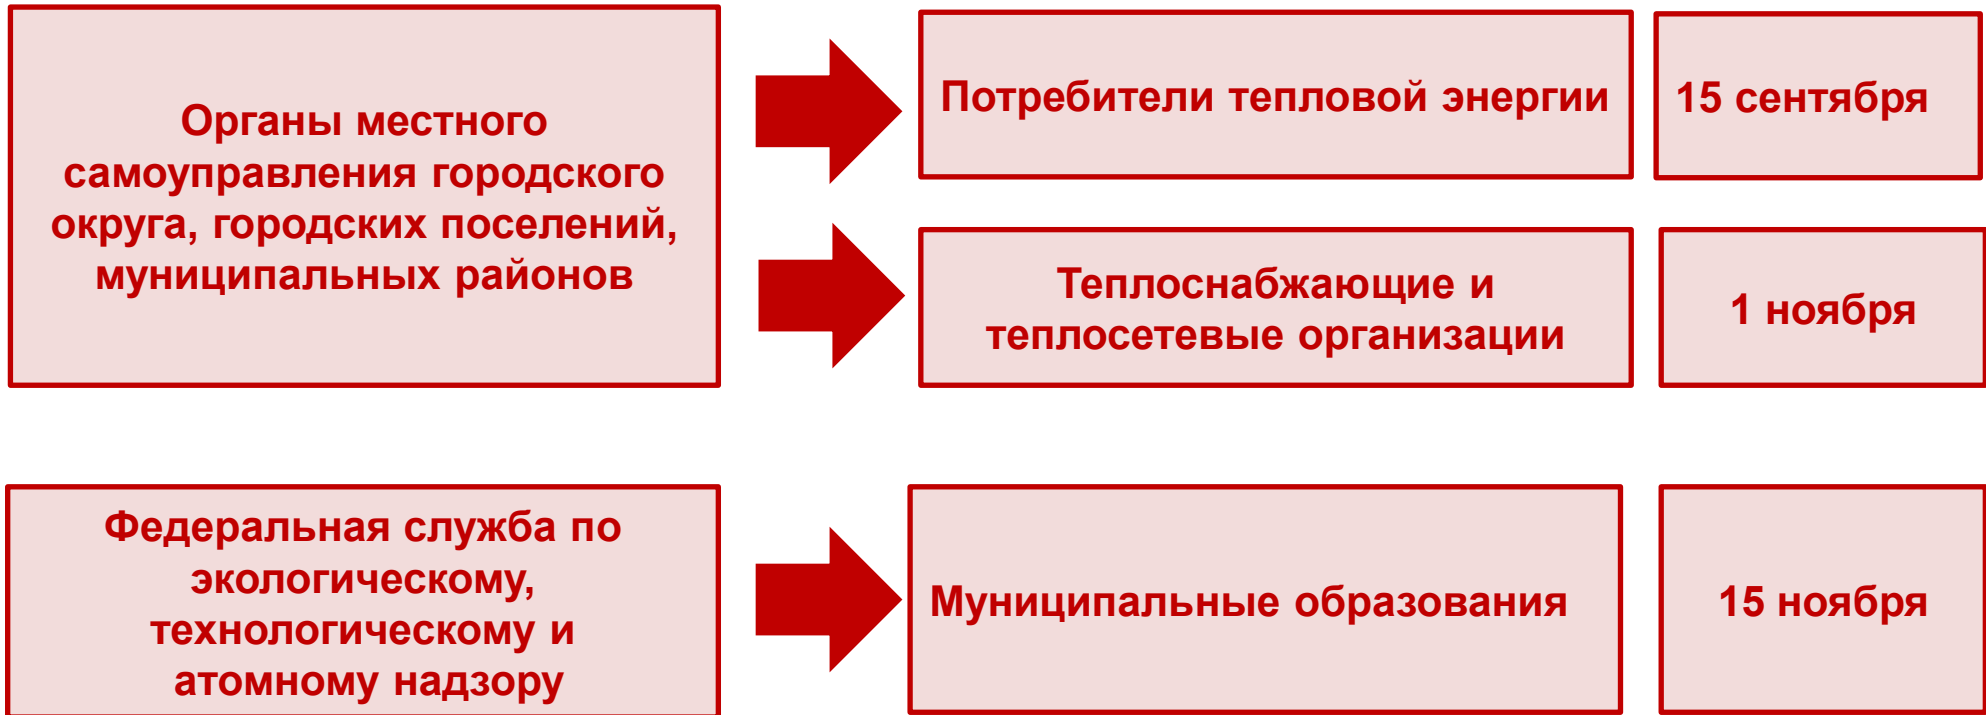 Органы местного
самоуправления городского
округа, городских поселений,
муниципальных районов
Потребители тепловой энергии
15 сентября
Теплоснабжающие и
теплосетевые организации
1 ноября
Федеральная служба по
экологическому,
технологическому и
атомному надзору
Муниципальные образования
15 ноября